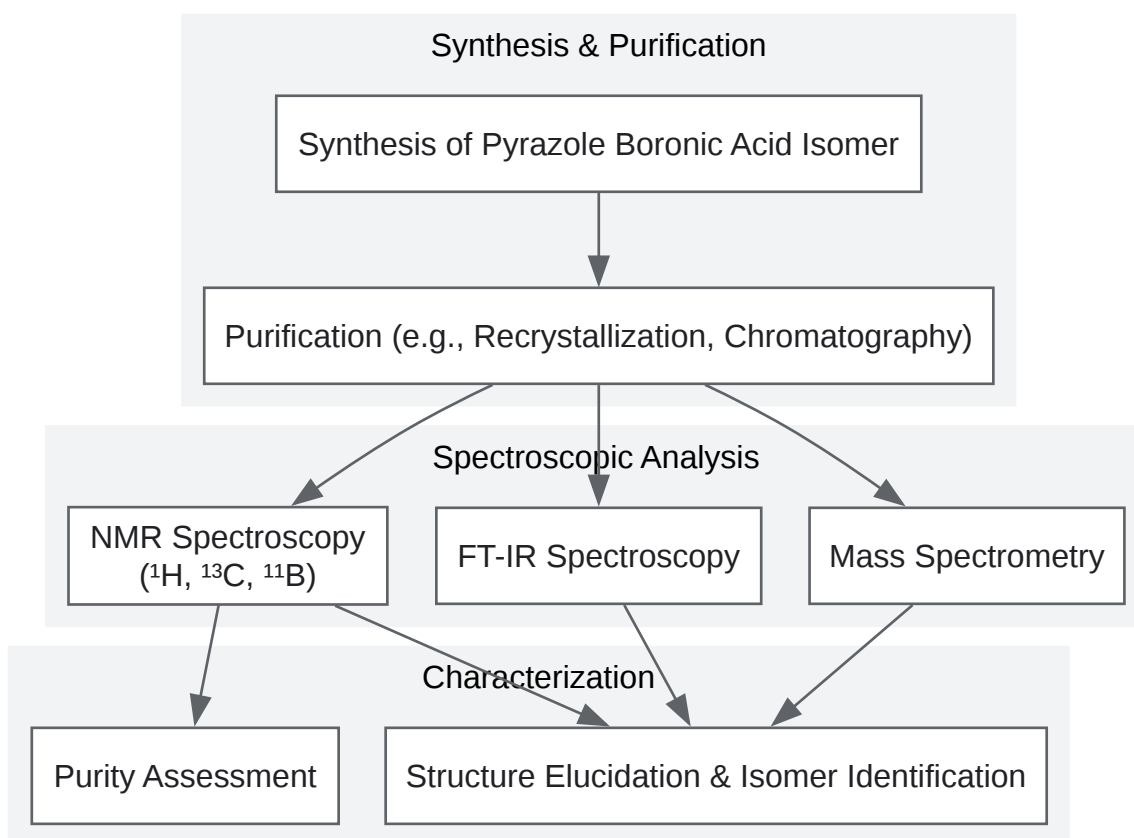 Synthesis & Purification
Synthesis of Pyrazole Boronic Acid Isomer
Purification (e.g., Recrystallization, Chromatography)
Spectroscopic Analysis
NMR Spectroscopy
(¹H, ¹³C, ¹¹B)
FT-IR Spectroscopy
Mass Spectrometry
Characterization
Purity Assessment
Structure Elucidation & Isomer Identification